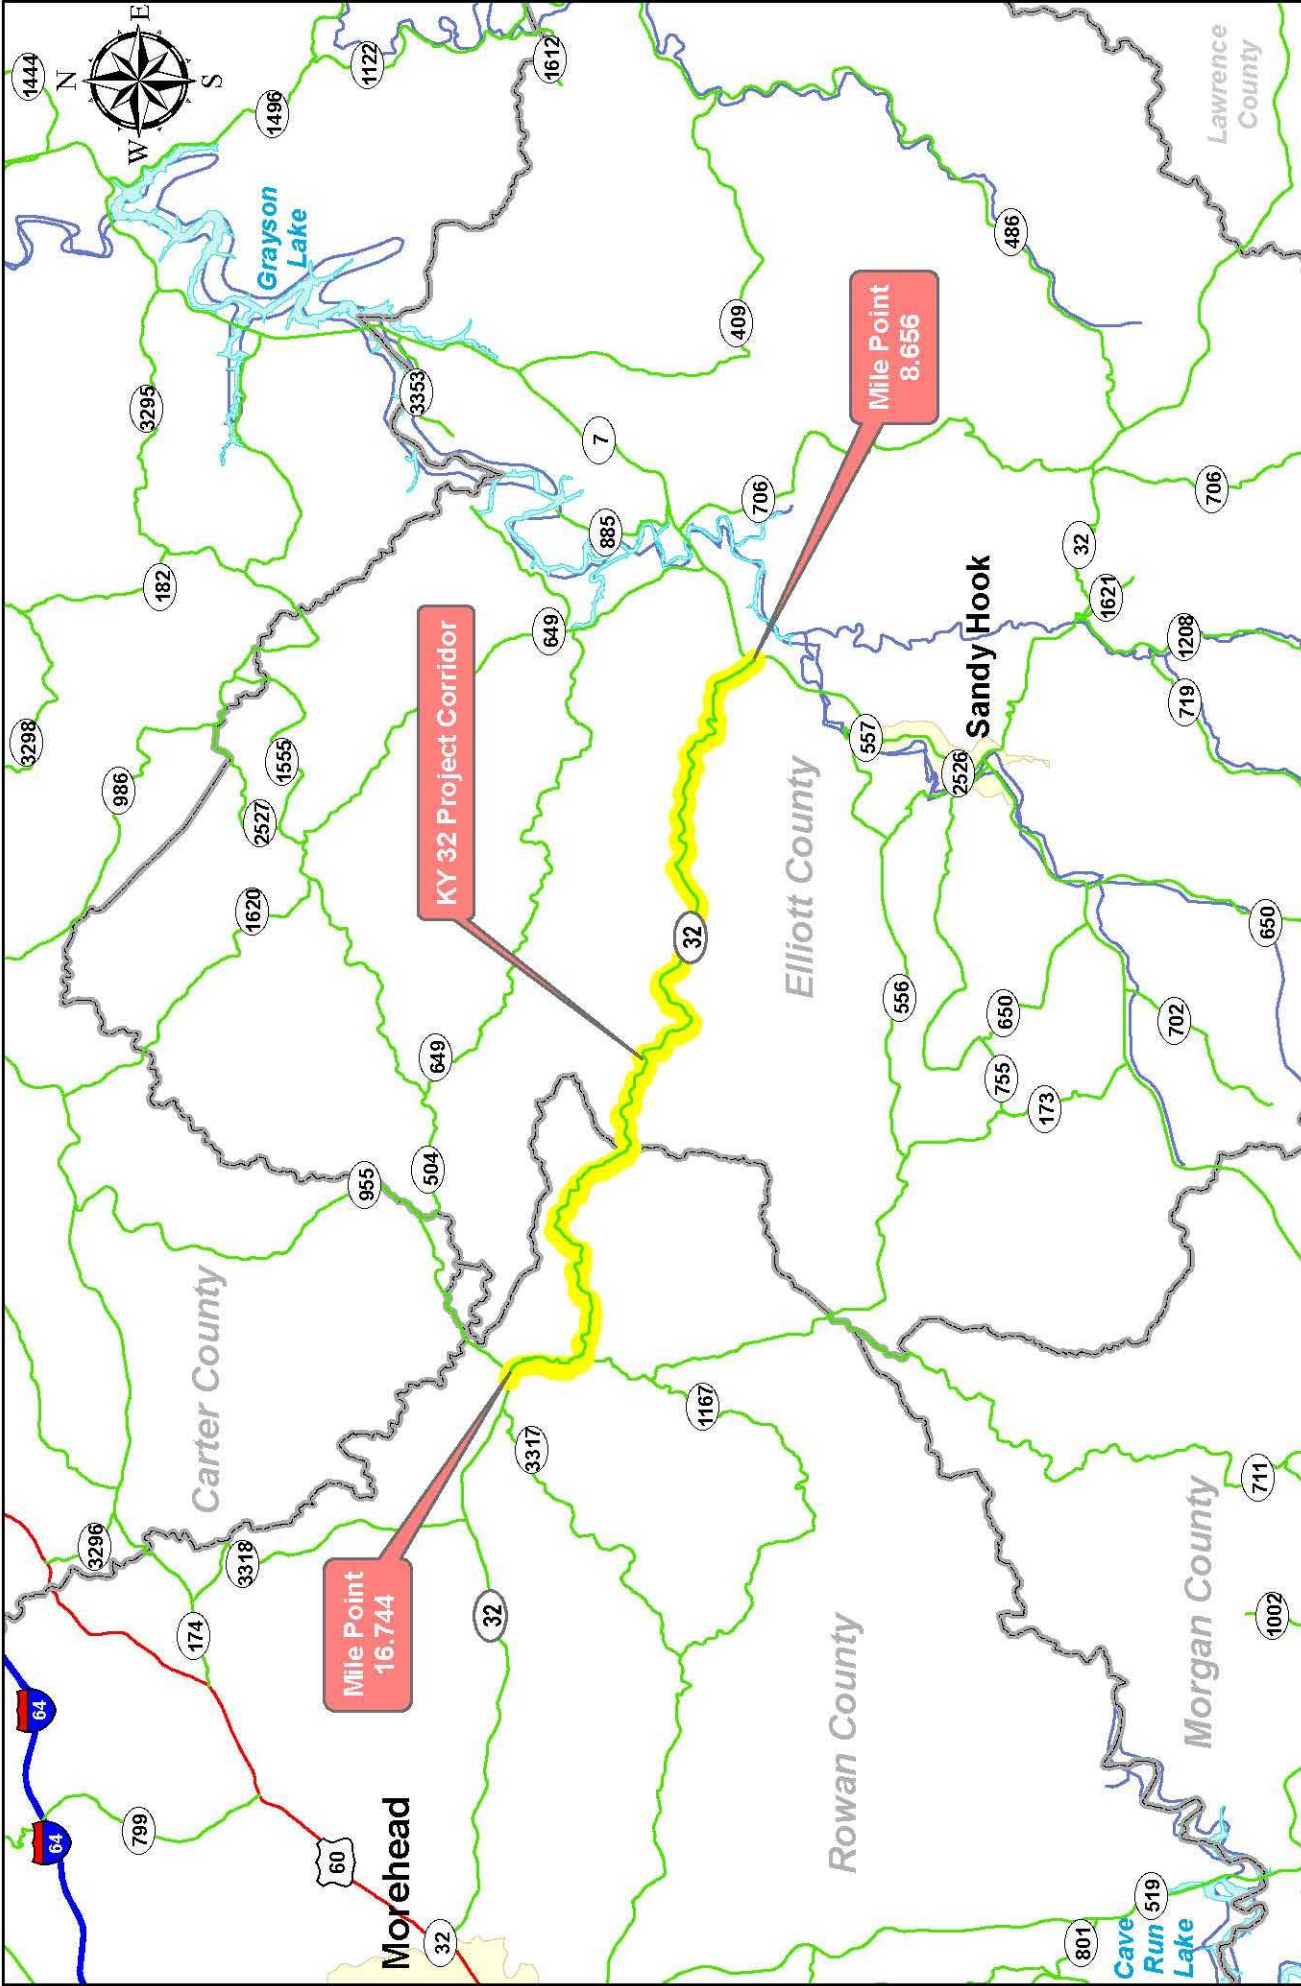 1444
N
E
S
W
1122
1612
1496
Lawrence
County
Grayson
Lake
486
409
Mile Point
8.656
3295
3353
7
706
885
706
182
32
1621
649
KY 32 Project Corridor
Sandy Hook
1208
719
3298
986
1555
2527
557
2526
1620
32
Elliott County
556
650
650
702
649
755
173
504
955
Carter County
1167
3317
711
3296
3318
Mile Point
16.744
32
174
Rowan County
Morgan County
1002
64
64
799
60
Morehead
32
519
801
Cave
Run
Lake